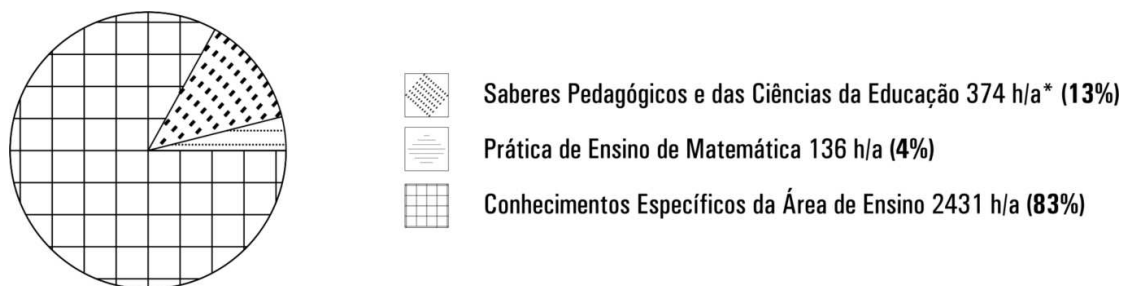 Saberes Pedagógicos e das Ciências da Educação 374 h/a* (13%)
Prática de Ensino de Matemática 136 h/a (4%)
Conhecimentos Específicos da Área de Ensino 2431 h/a (83%)